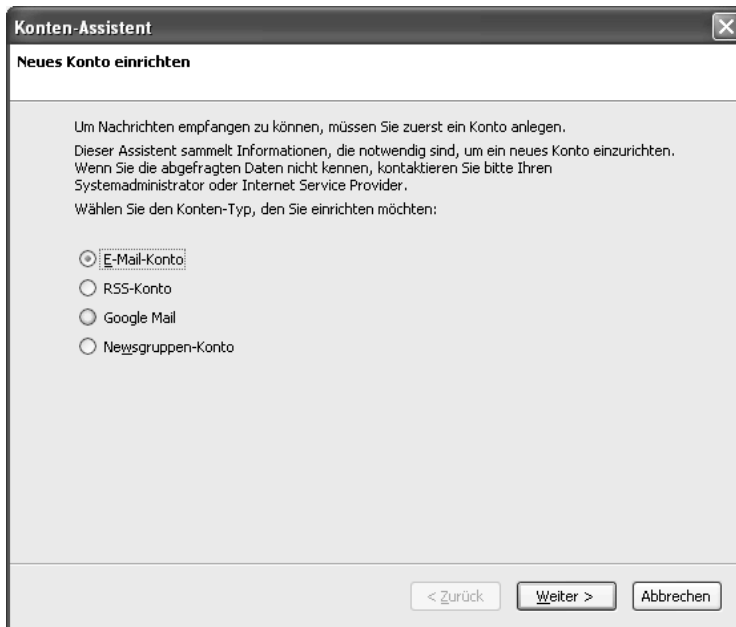 Konten-Assistent
Neues Konto einrichten
Um Nachrichten empfangen zu können, müssen Sie zuerst ein Konto anlegen.
Dieser Assistent sammelt Informationen, die notwendig sind, um ein neues Konto einzurichten.
Wenn Sie die abgefragten Daten nicht kennen, kontaktieren Sie bitte Ihren
Systemadministrator oder Internet Service Provider.
Wählen Sie den Konten-Typ, den Sie einrichten möchten:
E-Mail-Konto
RSS-Konto
Google Mail
Newsgruppen-Konto
< Zurück Weiter > Abbrechen